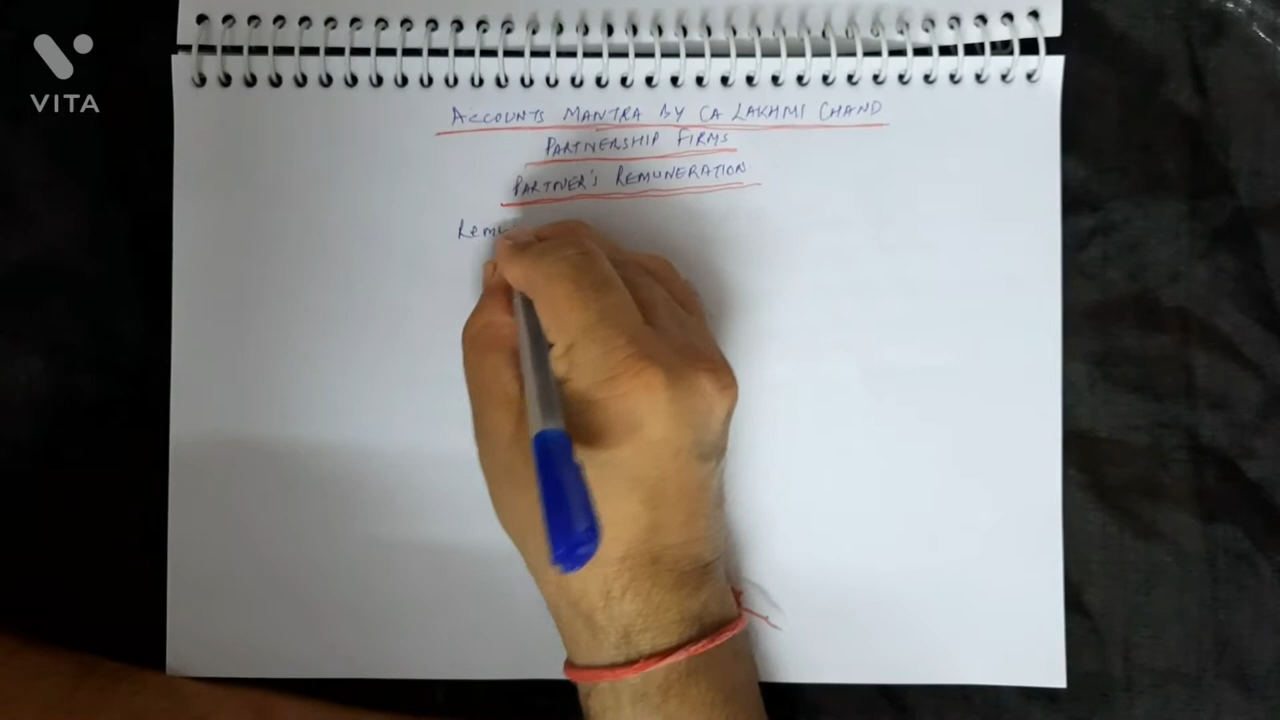 VITA
ACCOUNTS MANTRA BY CA LAKHMI CHAND
PARTNERSHIP FIRMS
PARTNER'S REMUNERATION